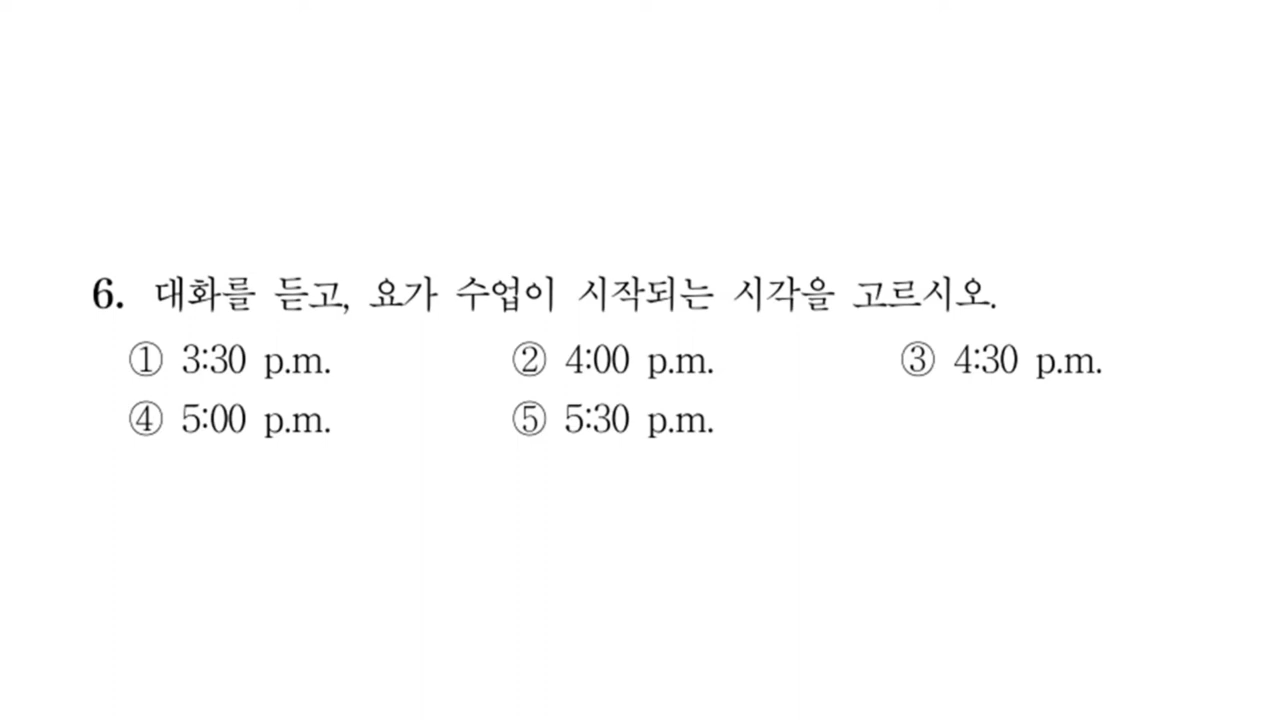 6. 대화를 듣고, 요가 수업이 시작되는 시각을 고르시오.
① 3:30 p.m. ② 4:00 p.m. ③ 4:30 p.m.
④ 5:00 p.m. ⑤ 5:30 p.m.